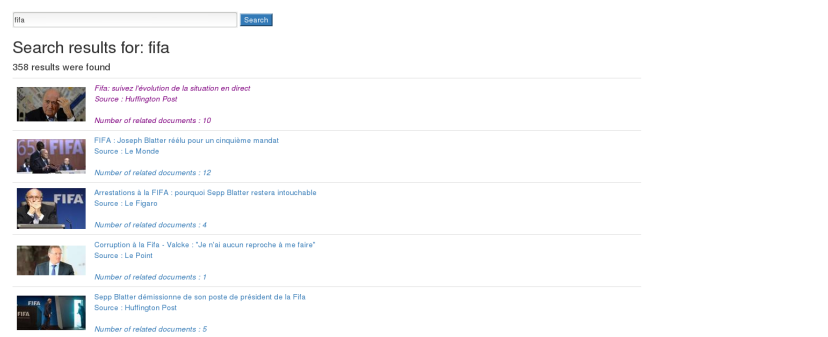 fifa
Search
Search results for: fifa
358 results were found
Fifa: suivez l'évolution de la situation en direct
Source : Huffington Post
Number of related documents : 10
65 FIFA
FIFA : Joseph Blatter réélu pour un cinquième mandat
Source : Le Monde
Number of related documents : 12
FIFA
Arrestations à la FIFA : pourquoi Sepp Blatter restera intouchable
Source : Le Figaro
Number of related documents : 4
Corruption à la Fifa - Valcke : "Je n'ai aucun reproche à me faire"
Source : Le Point
Number of related documents : 1
FIFA
Sepp Blatter démissionne de son poste de président de la Fifa
Source : Huffington Post
FIFA
Number of related documents : 5